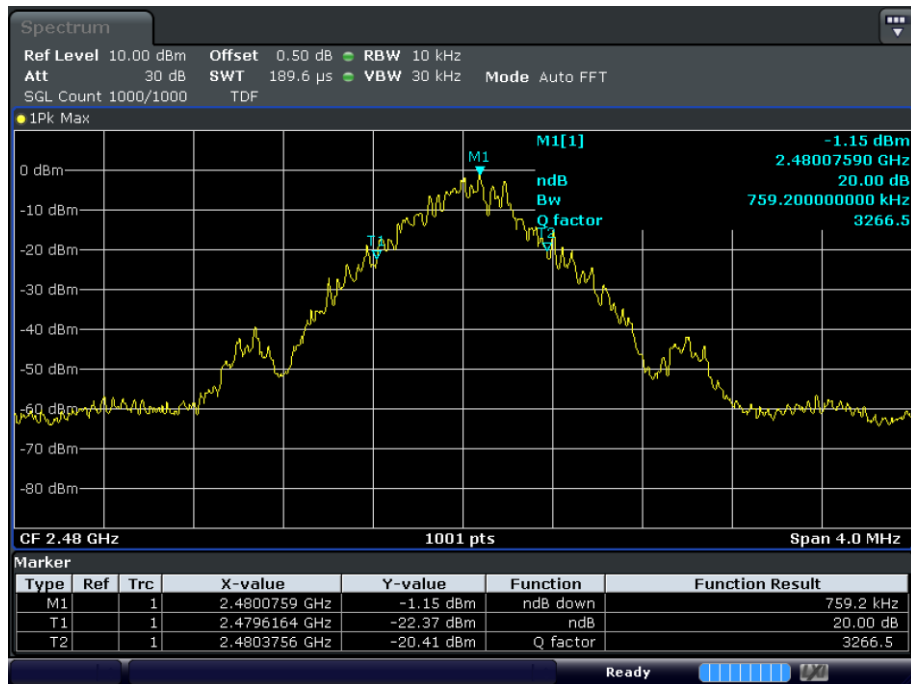 Spectrum
Ref Level 10.00 dBm Offset 0.50 dB RBW 10 kHz
Att 30 dB SWT 189.6 µs VBW 30 kHz Mode Auto FFT
SGL Count 1000/1000 TDF
1Pk Max
M1[1] -1.15 dBm
M1 2.48007590 GHz
0 dBm
ndB 20.00 dB
Bw 759.200000000 kHz
-10 dBm
Q factor 3266.5
T1 T2
-20 dBm
-30 dBm
-40 dBm
-50 dBm
-60 dBm
-70 dBm
-80 dBm
CF 2.48 GHz 1001 pts Span 4.0 MHz
Marker
Type Ref Trc X-value Y-value Function Function Result
M1 1 2.4800759 GHz -1.15 dBm ndB down 759.2 kHz
T1 1 2.4796164 GHz -22.37 dBm ndB 20.00 dB
T2 1 2.4803756 GHz -20.41 dBm Q factor 3266.5
Ready